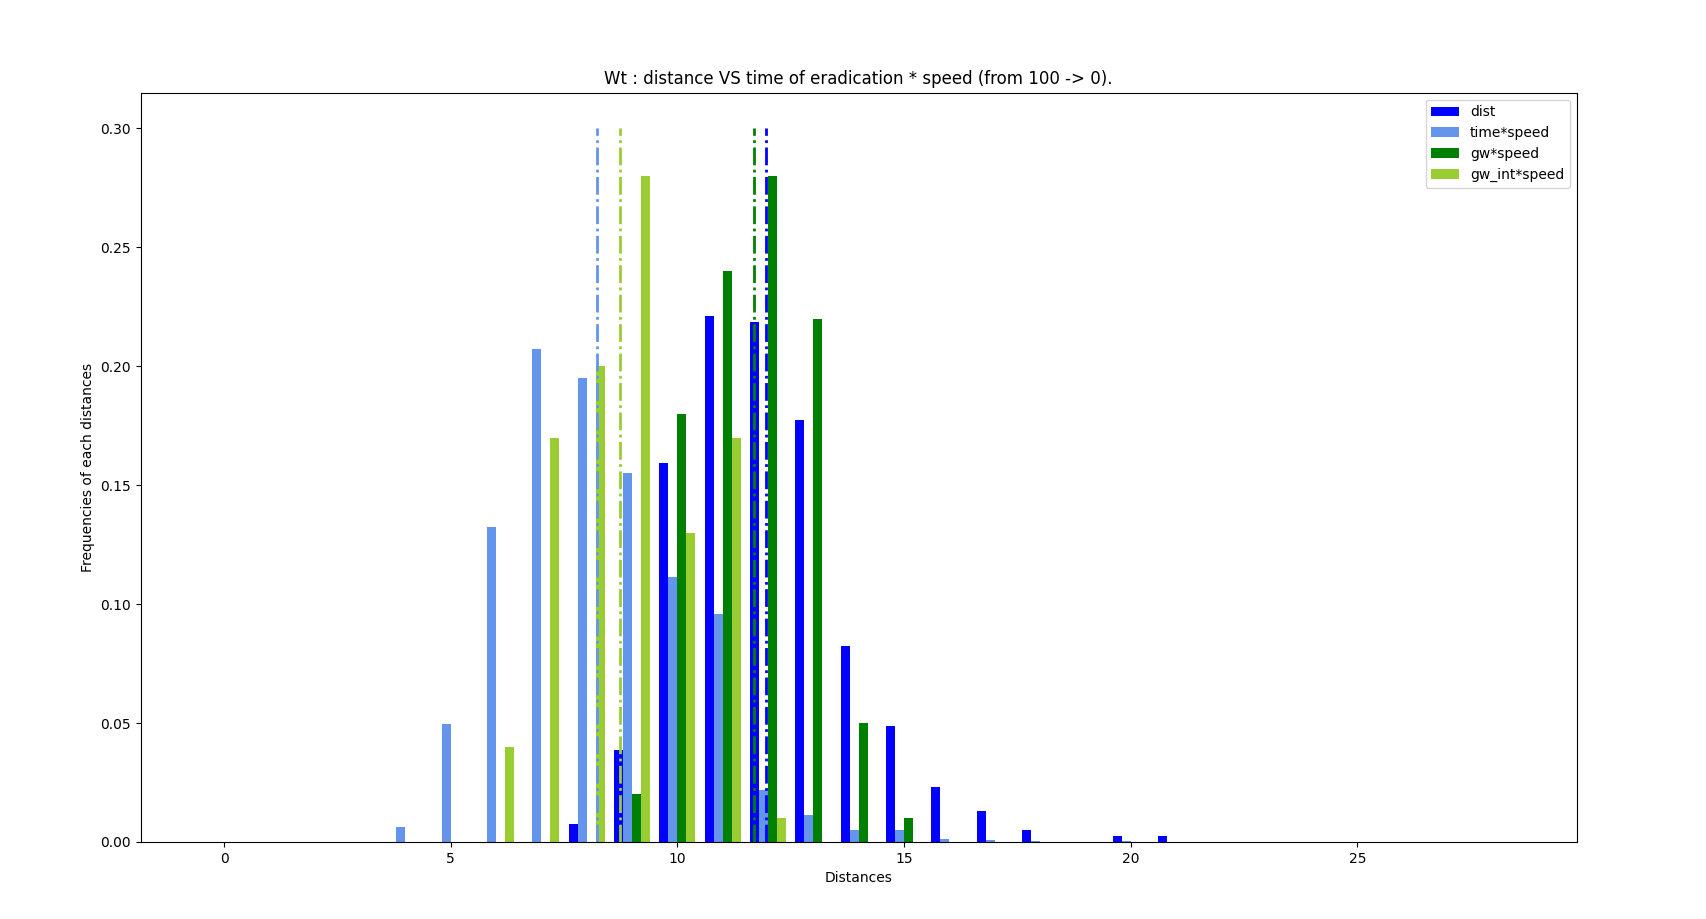 Wt : distance VS time of eradication * speed (from 100 -> 0).
dist
time*speed
gw*speed
gw_int*speed
Frequencies of each distances
0.30
0.25
0.20
0.15
0.10
0.05
0.00
0 5 10 15 20 25
Distances